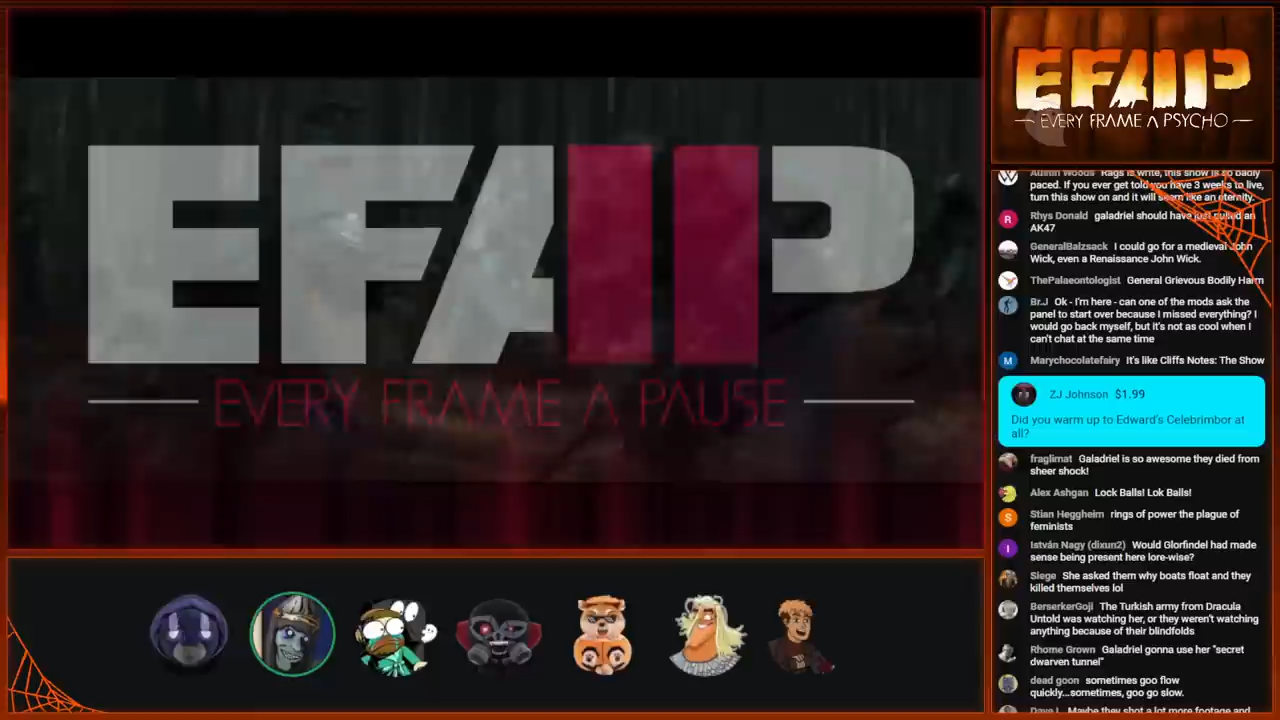 EFAP
EVERY FRAME A PAUSE
EFAP
EVERY FRAME A PSYCHO
Austin Woods Rags is write, this show is so badly
paced. If you ever get told you have 3 weeks to live,
turn this show on and it will seem like an eternity.
R
Rhys Donald galadriel should have just pulled an
AK47
GeneralBalzsack I could go for a medieval John
Wick, even a Renaissance John Wick.
ThePalaeontologist General Grievous Bodily Harm
Br.J Ok - I'm here - can one of the mods ask the
panel to start over because I missed everything? I
would go back myself, but it's not as cool when I
can't chat at the same time
M
Marychocolatefairy It's like Cliffs Notes: The Show
ZJ Johnson $1.99
Did you warm up to Edward's Celebrimbor at
all?
fraglimat Galadriel is so awesome they died from
sheer shock!
Alex Ashgan Lock Balls! Lok Balls!
S
Stian Heggheim rings of power the plague of
feminists
I
István Nagy (dixun2) Would Glorfindel had made
sense being present here lore-wise?
Siege She asked them why boats float and they
killed themselves lol
BerserkerGoji The Turkish army from Dracula
Untold was watching her, or they weren't watching
anything because of their blindfolds
Rhome Grown Galadriel gonna use her "secret
dwarven tunnel"
dead goon sometimes goo flow
quickly...sometimes, goo go slow.
Dave L Maybe they shot a lot more footage and